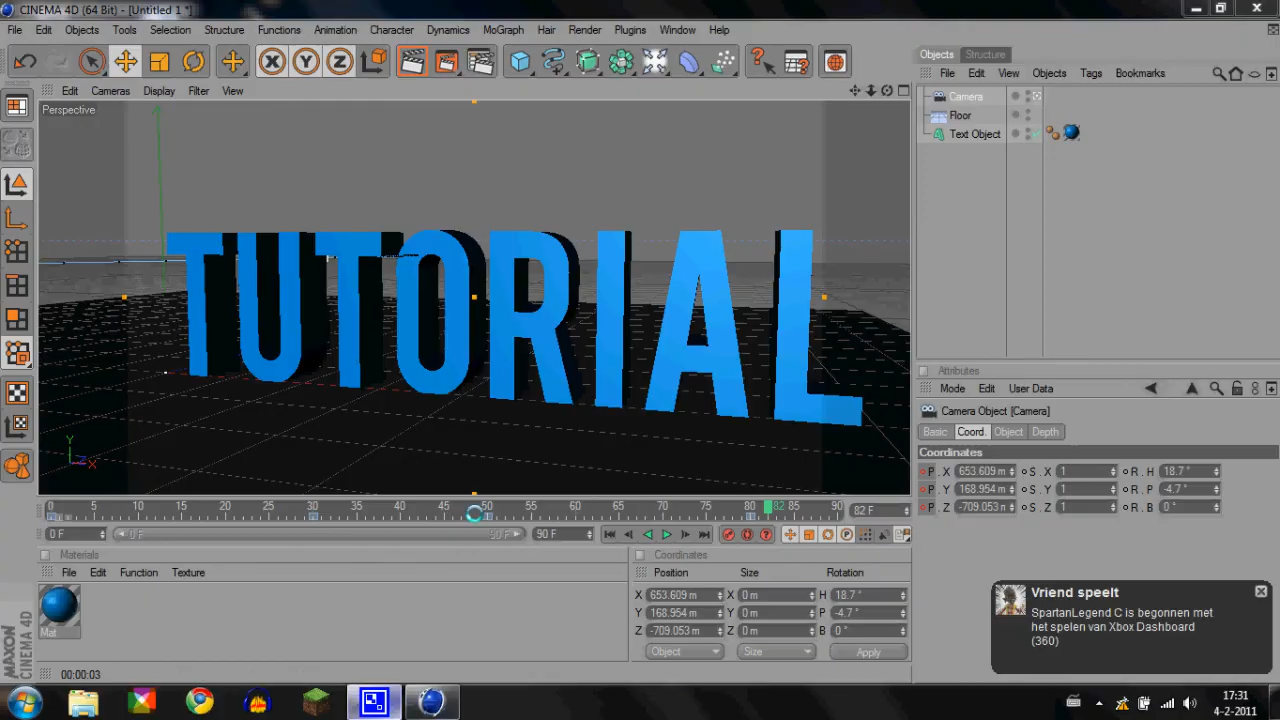 CINEMA 4D (64 Bit) - [Untitled 1 *]
File Edit Objects Tools Selection Structure Functions Animation Character Dynamics MoGraph Hair Render Plugins Window Help
Edit Cameras Display Filter View
Perspective
TUTORIAL
Y
Z X
0 5 10 15 20 25 30 35 40 45 50 55 60 65 70 75 80 82 85 90
82 F
0 F
0 F
90 F
90 F
Materials
File Edit Function Texture
Mat
Coordinates
Position Size Rotation
X 653.609 m X 0 m H 18.7 °
Y 168.954 m Y 0 m P -4.7 °
Z -709.053 m Z 0 m B 0 °
Object Size Apply
00:00:03
MAXON
CINEMA 4D
Objects Structure
File Edit View Objects Tags Bookmarks
Camera
Floor
Text Object
Attributes
Mode Edit User Data
Camera Object [Camera]
Basic Coord. Object Depth
Coordinates
P . X 653.609 m S . X 1 R . H 18.7 °
P . Y 168.954 m S . Y 1 R . P -4.7 °
P . Z -709.053 m S . Z 1 R . B 0 °
Vriend speelt
SpartanLegend C is begonnen met
het spelen van Xbox Dashboard
(360)
17:31
4-2-2011